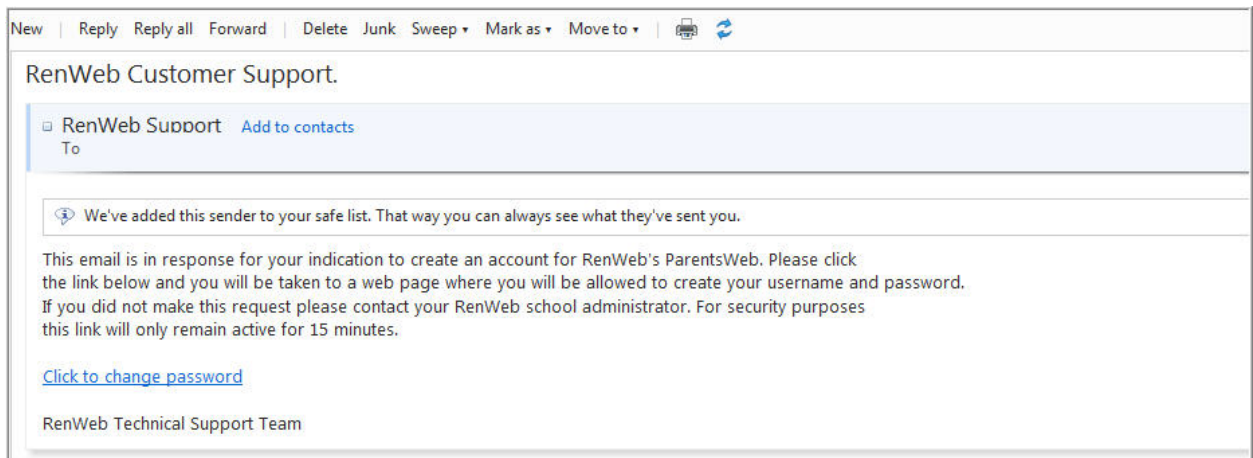 New | Reply Reply all Forward | Delete Junk Sweep Mark as Move to |
RenWeb Customer Support.
RenWeb Support Add to contacts
To
We've added this sender to your safe list. That way you can always see what they've sent you.
This email is in response for your indication to create an account for RenWeb's ParentsWeb. Please click
the link below and you will be taken to a web page where you will be allowed to create your username and password.
If you did not make this request please contact your RenWeb school administrator. For security purposes
this link will only remain active for 15 minutes.
Click to change password
RenWeb Technical Support Team